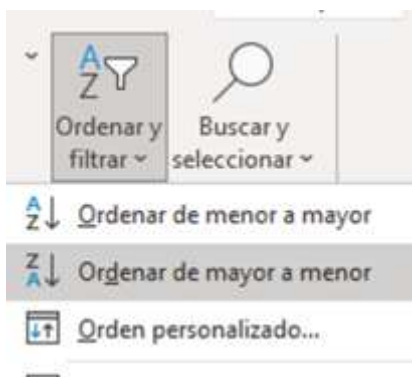 Ordenar y
filtrar
Buscar y
seleccionar
Ordenar de menor a mayor
Ordenar de mayor a menor
Orden personalizado...